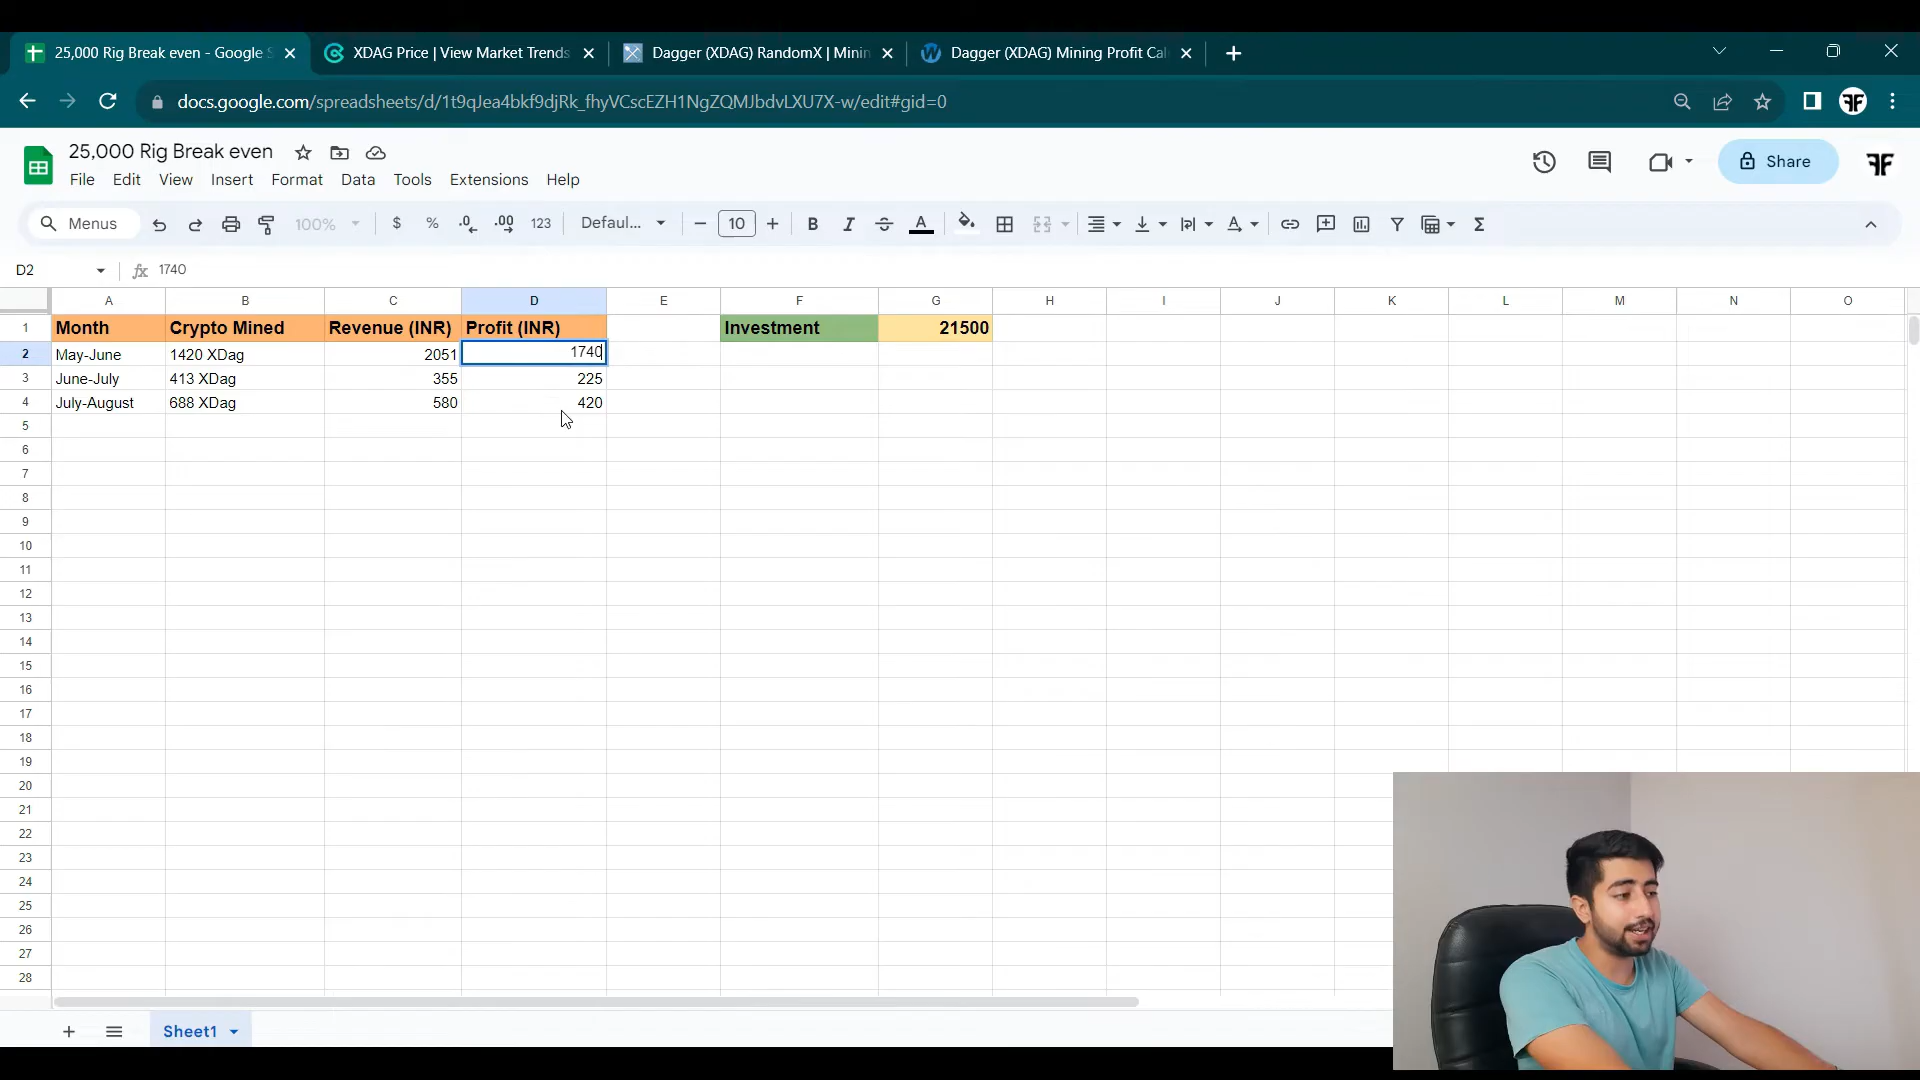 25,000 Rig Break even - Google S
XDAG Price | View Market Trends
Dagger (XDAG) RandomX | Minin
Dagger (XDAG) Mining Profit Cal
docs.google.com/spreadsheets/d/1t9qJea4bkf9djRk_fhyVCscEZH1NgZQMJbdvLXU7X-w/edit#gid=0
25,000 Rig Break even
File Edit View Insert Format Data Tools Extensions Help
Share
Menus 100% $ % .0 .00 123 Defaul... 10 B I A
D2 fx 1740
A B C D E F G H I J K L M N O
1 Month Crypto Mined Revenue (INR) Profit (INR) Investment 21500
2 May-June 1420 XDag 2051 1740
3 June-July 413 XDag 355 225
4 July-August 688 XDag 580 420
5
6
7
8
9
10
11
12
13
14
15
16
17
18
19
20
21
22
23
24
25
26
27
28
Sheet1